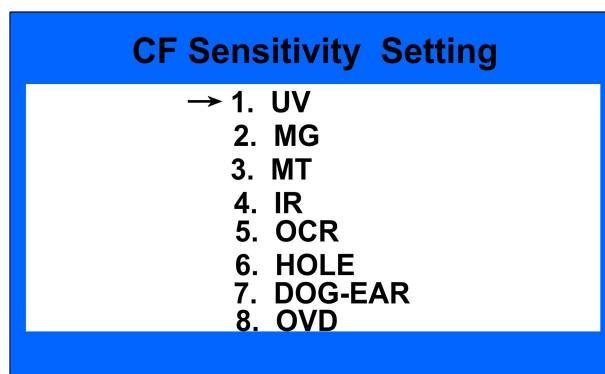 CF Sensitivity Setting
→ 1. UV
2. MG
3. MT
4. IR
5. OCR
6. HOLE
7. DOG-EAR
8. OVD